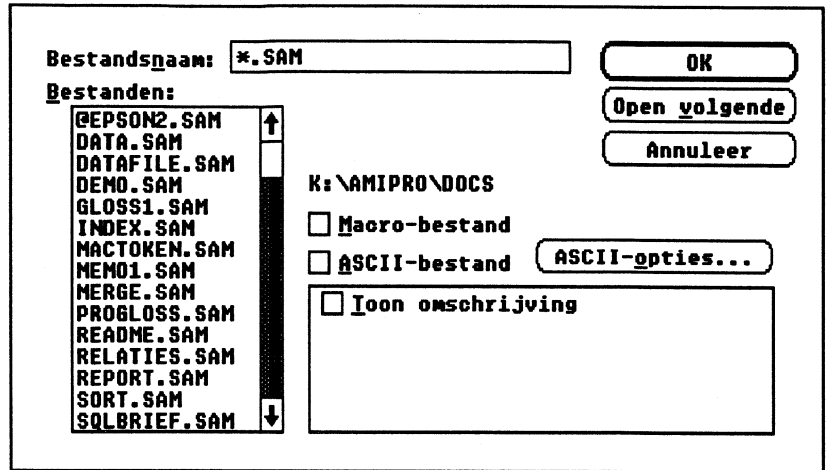 Bestandsnaam: *.SAM
OK
Bestanden:
Open volgende
Annuleer
@EPSON2.SAM
DATA.SAM
DATAFILE.SAM
DEMO.SAM
GLOSS1.SAM
INDEX.SAM
MACTOKEN.SAM
MEMO1.SAM
MERGE.SAM
PROGLOSS.SAM
README.SAM
RELATIES.SAM
REPORT.SAM
SORT.SAM
SQLBRIEF.SAM
K:\AMIPRO\DOCS
Macro-bestand
ASCII-bestand
ASCII-opties...
Toon omschrijving